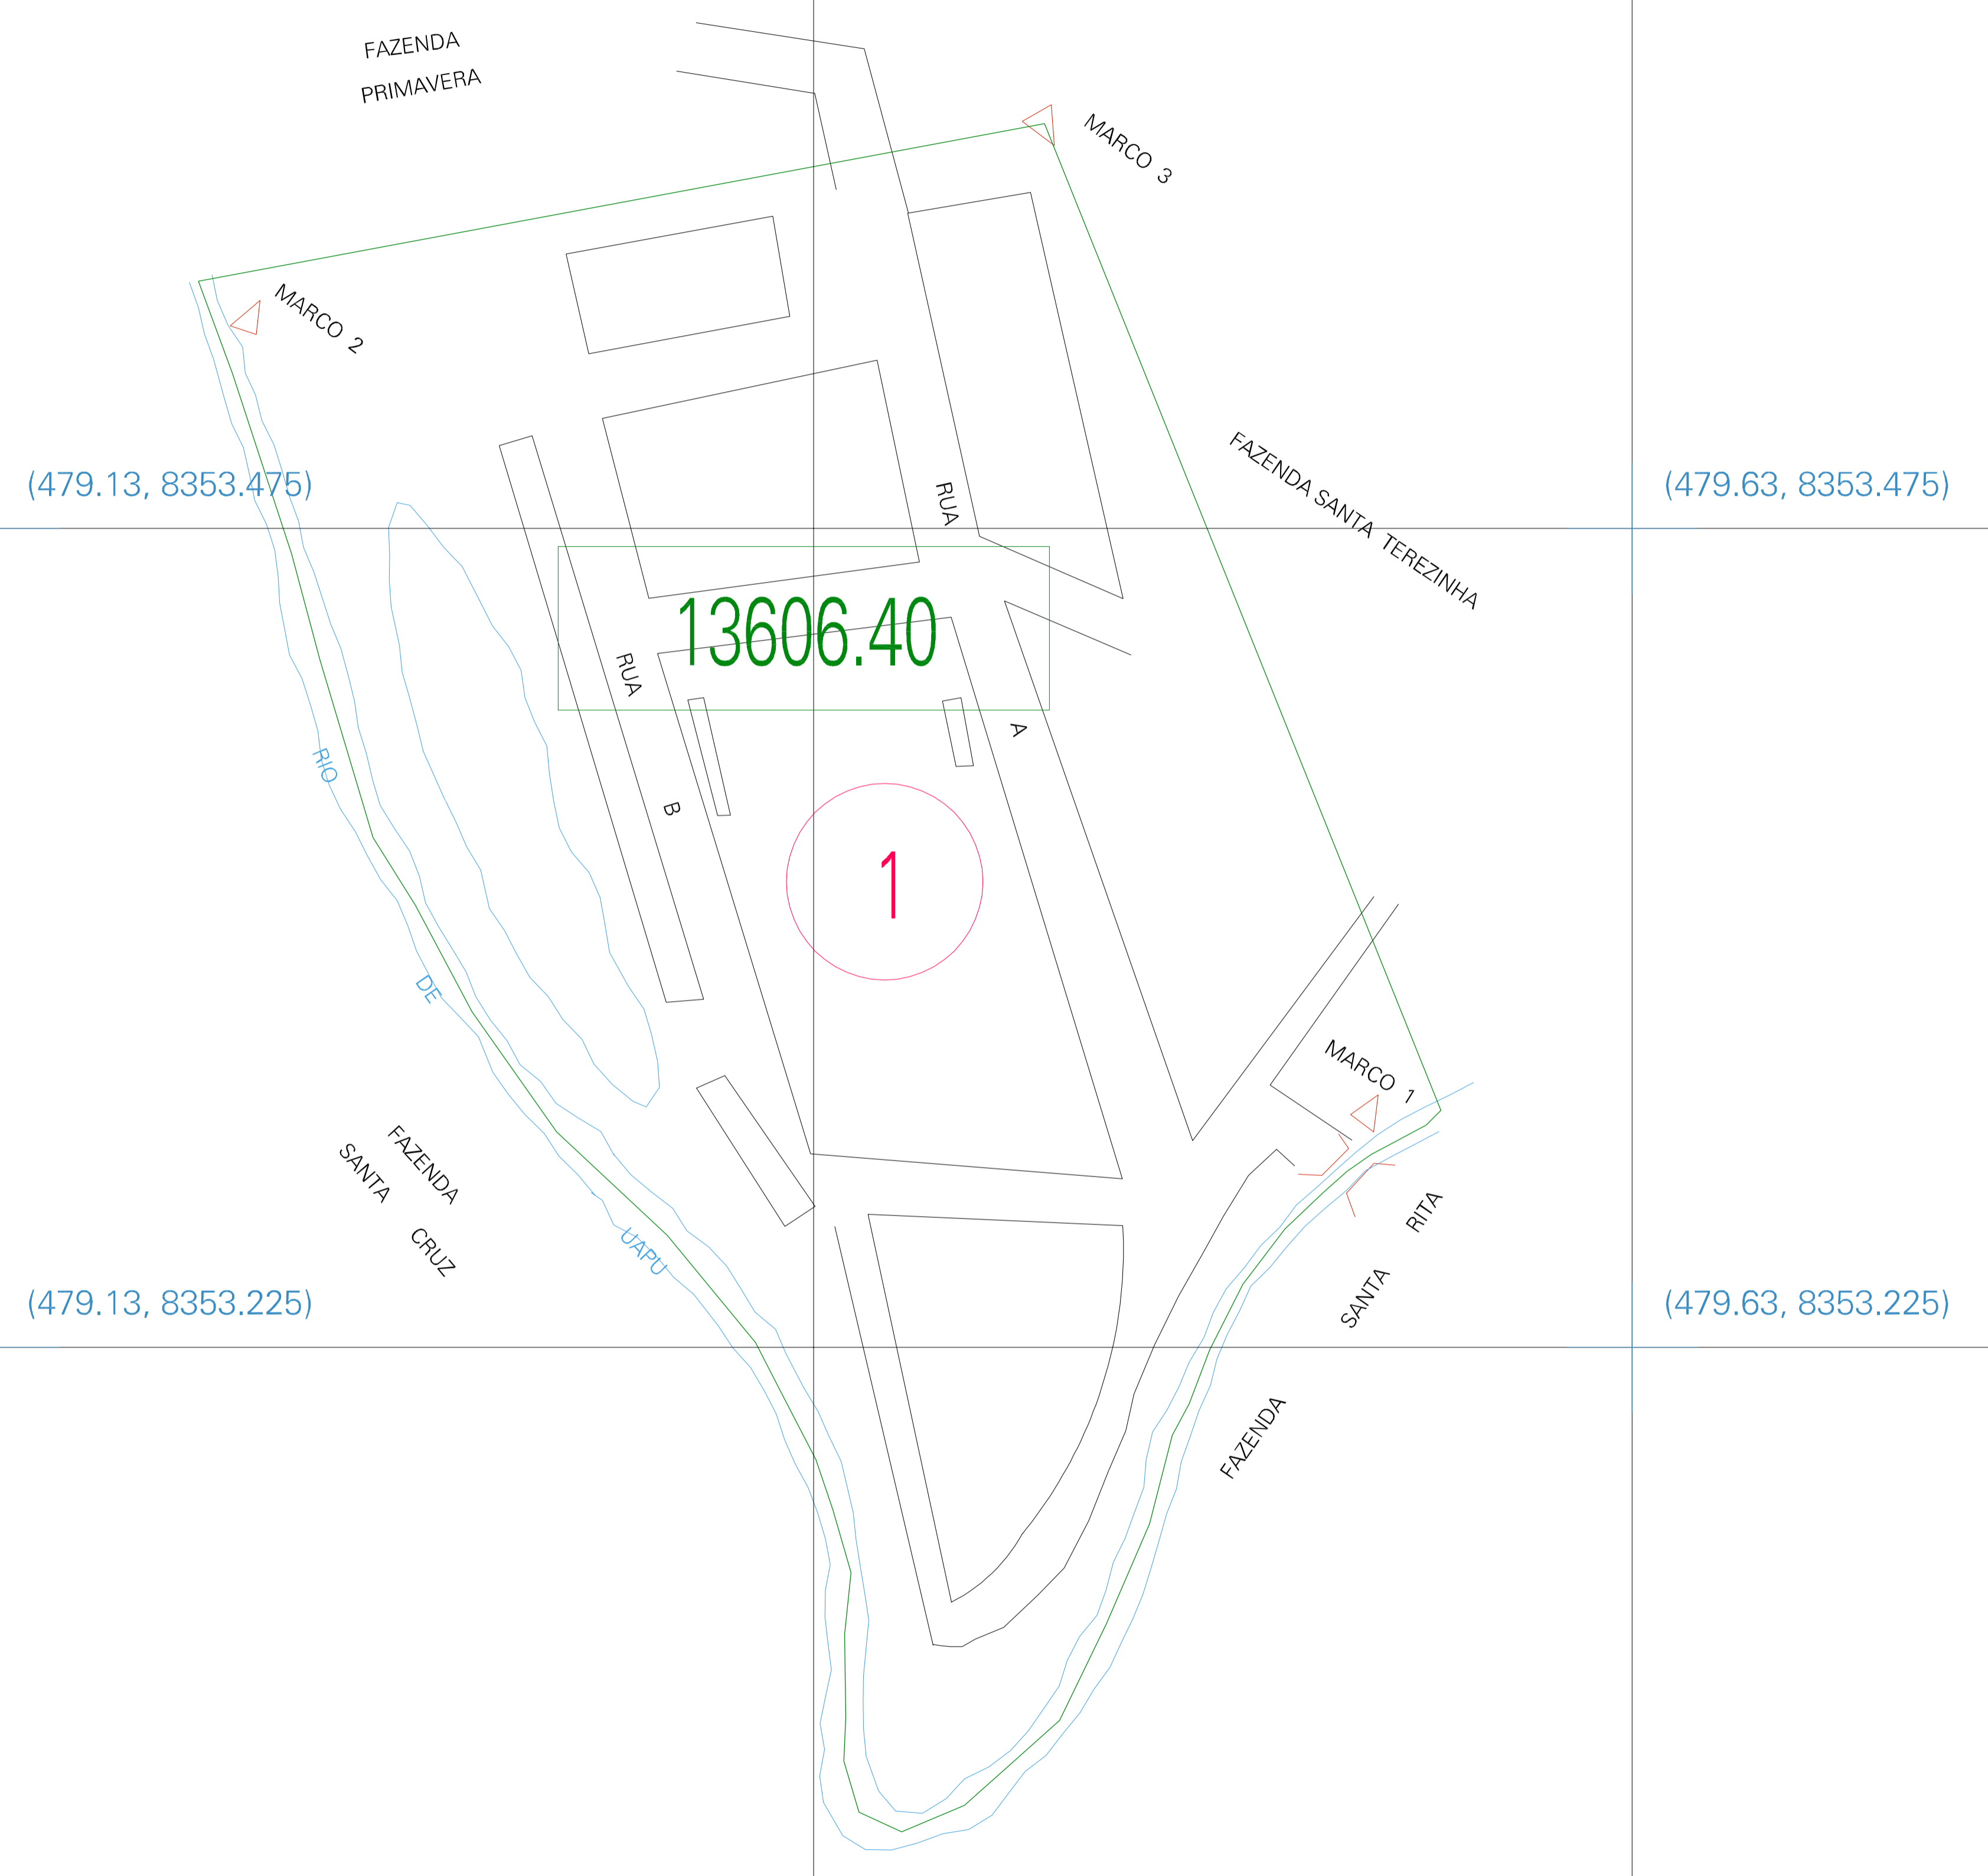 FAZENDA
PRIMAVERA
MARCO 3
MARCO 2
(479.13, 8353.475)
(479.63, 8353.475)
FAZENDA SANTA TEREZINHA
RUA A
13606.40
RUA B
1
RIO DE UAPU
MARCO 1
FAZENDA
SANTA CRUZ
FAZENDA SANTA RITA
(479.13, 8353.225)
(479.63, 8353.225)